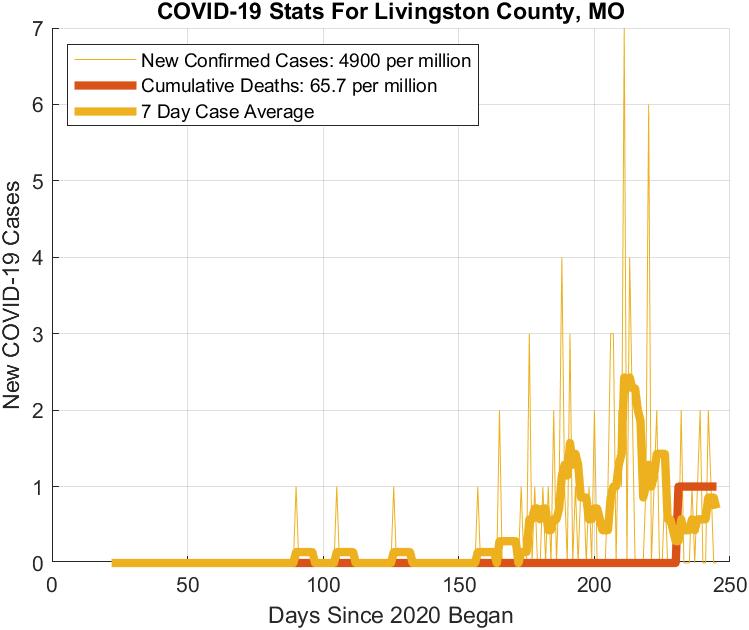 COVID-19 Stats For Livingston County, MO
New Confirmed Cases: 4900 per million
Cumulative Deaths: 65.7 per million
7 Day Case Average
New COVID-19 Cases
7
6
5
4
3
2
1
0
0 50 100 150 200 250
Days Since 2020 Began